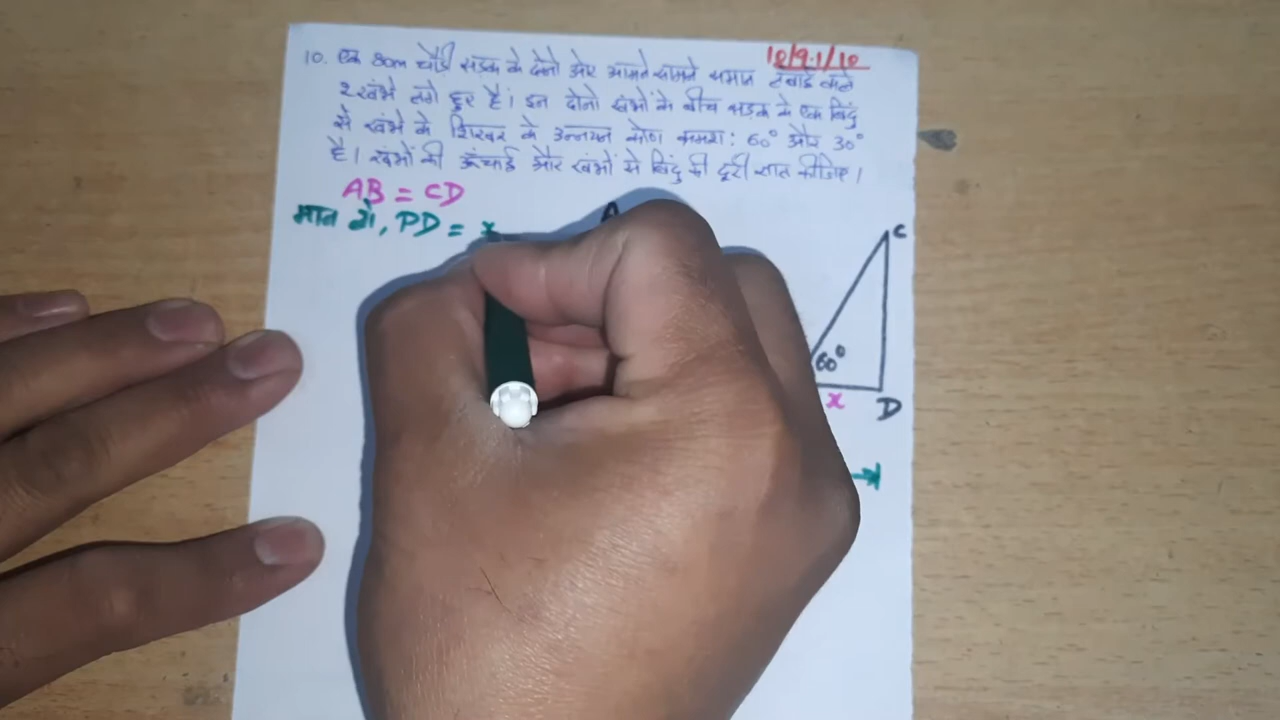 10/9.1/10
10. एक 80m चौड़ी सड़क के दोनों ओर आमने सामने समान लंबाई वाले
2 खंभे लगे हुए है। इन दोनो खंभों के बीच सड़क के एक बिंदु
से खंभे के शिखर के उन्नयन कोण क्रमश: 60° और 30°
है। खंभों की ऊंचाई और खंभों से बिंदु की दूरी ज्ञात कीजिए।
AB = CD
मान लो, PD = x
A
C
60°
x
D